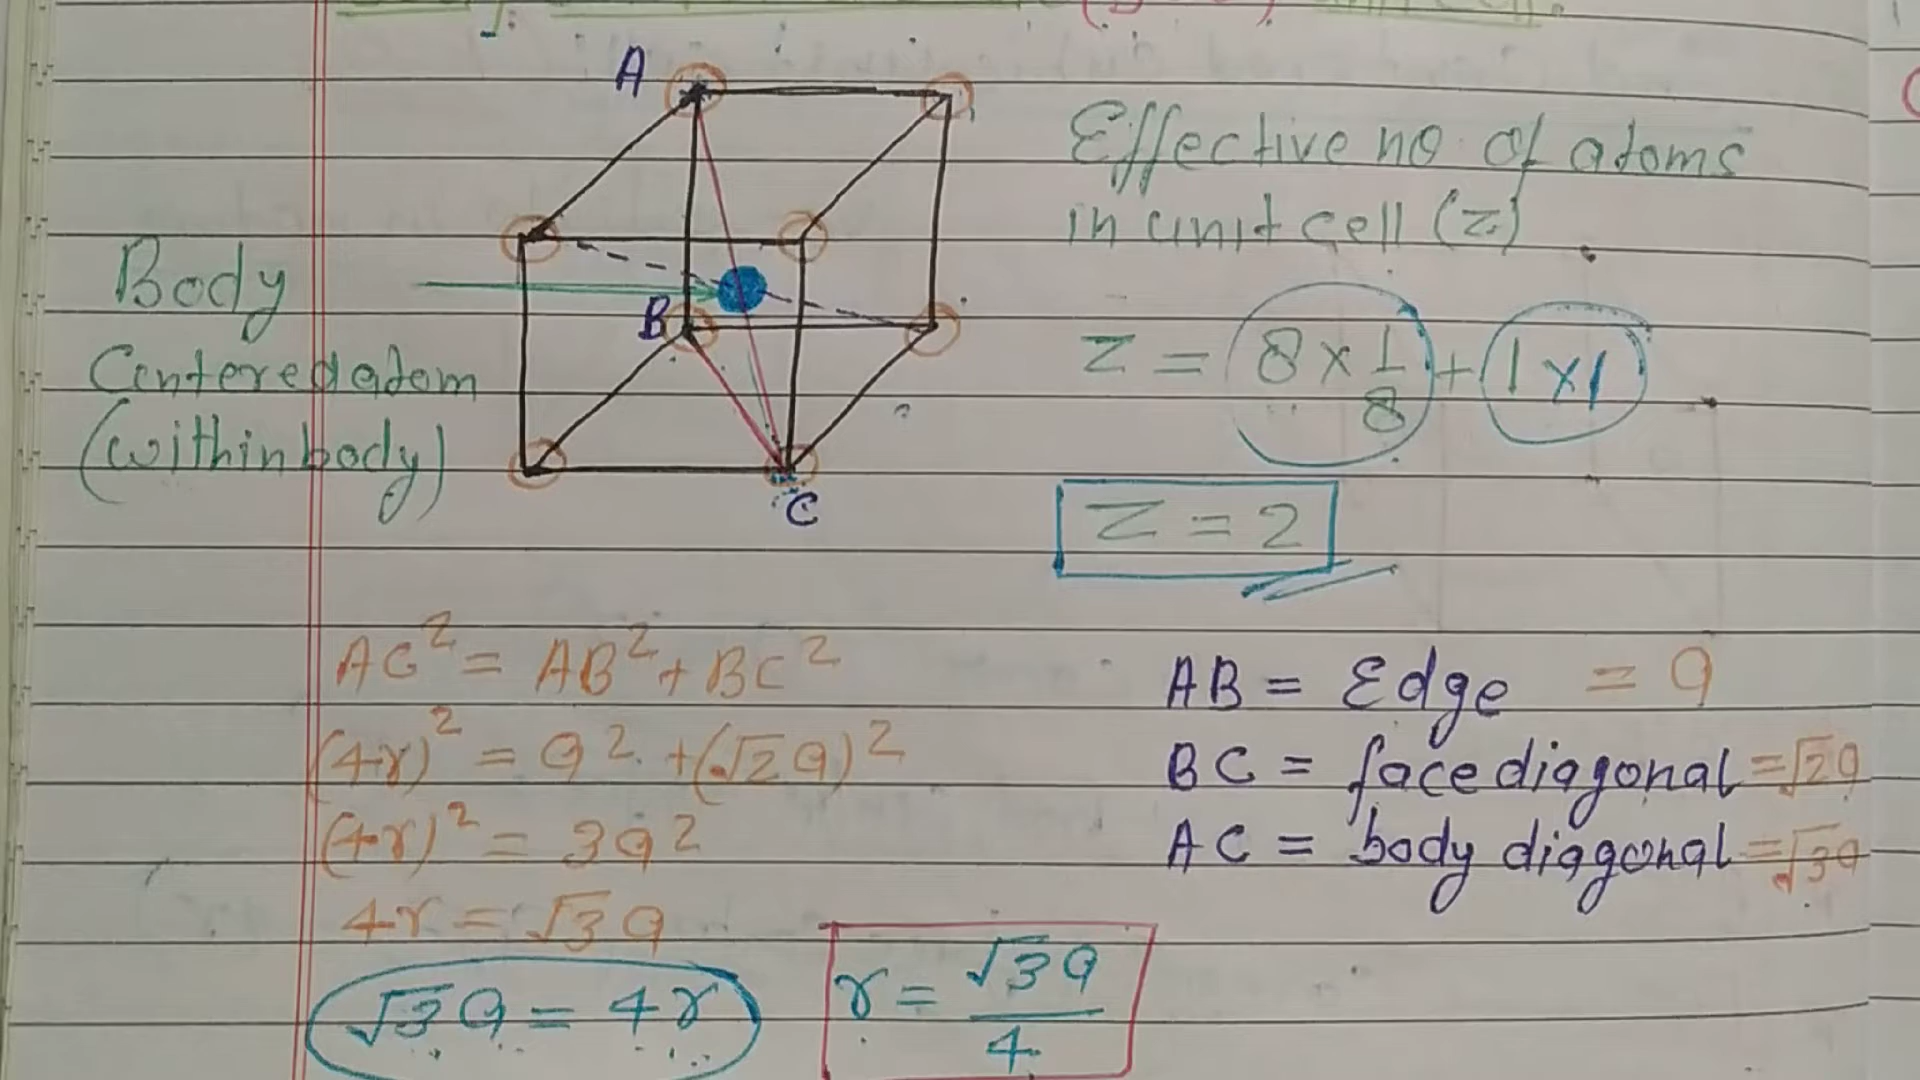 A
B
C
Body
Centered atom
(within body)
Effective no of atoms
in unit cell (Z)
Z = 8 × 1/8 + 1 × 1
Z = 2
AC² = AB² + BC²
(4r)² = a² + (√2a)²
(4r)² = 3a²
4r = √3a
√3a = 4r
r = √3a/4
AB = Edge = a
BC = face diagonal = √2a
AC = body diagonal = √3a